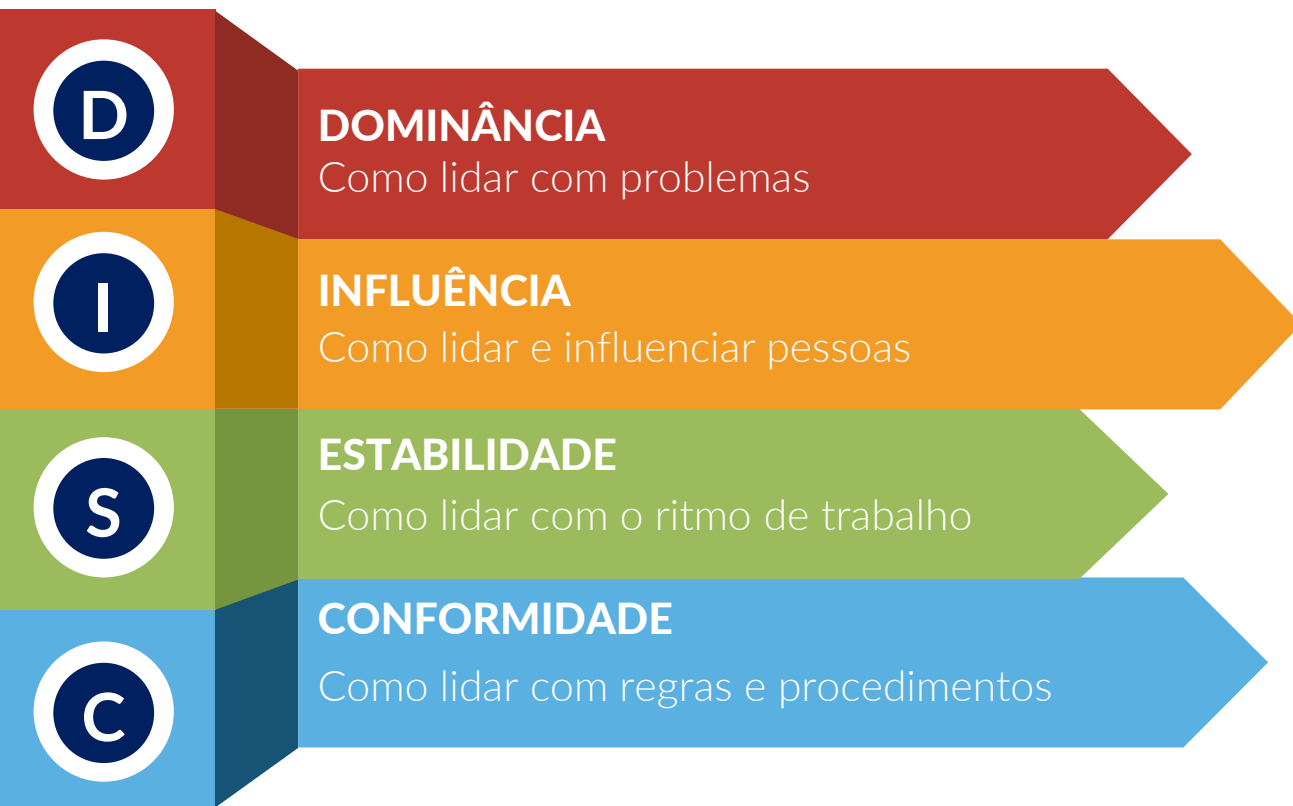 D
DOMINÂNCIA
Como lidar com problemas
I
INFLUÊNCIA
Como lidar e influenciar pessoas
S
ESTABILIDADE
Como lidar com o ritmo de trabalho
C
CONFORMIDADE
Como lidar com regras e procedimentos